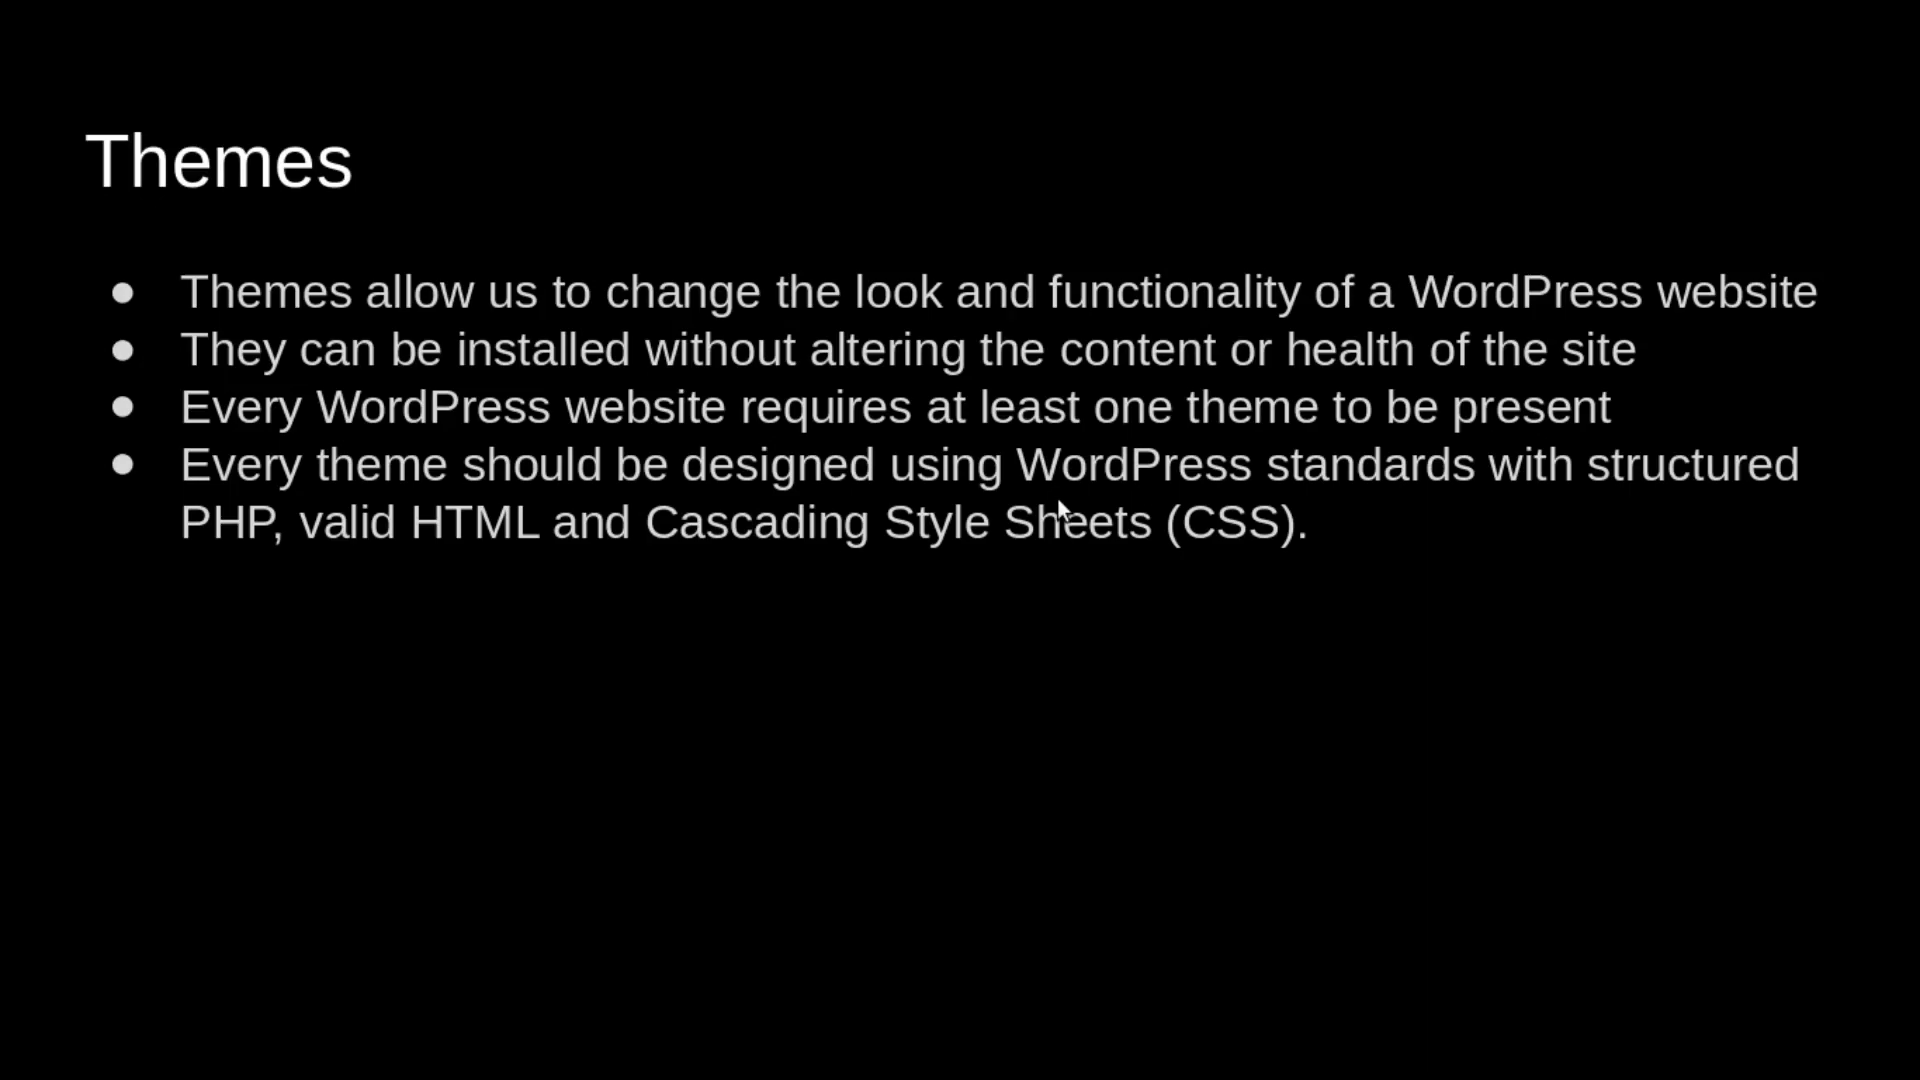 Themes
● Themes allow us to change the look and functionality of a WordPress website
● They can be installed without altering the content or health of the site
● Every WordPress website requires at least one theme to be present
● Every theme should be designed using WordPress standards with structured
PHP, valid HTML and Cascading Style Sheets (CSS).